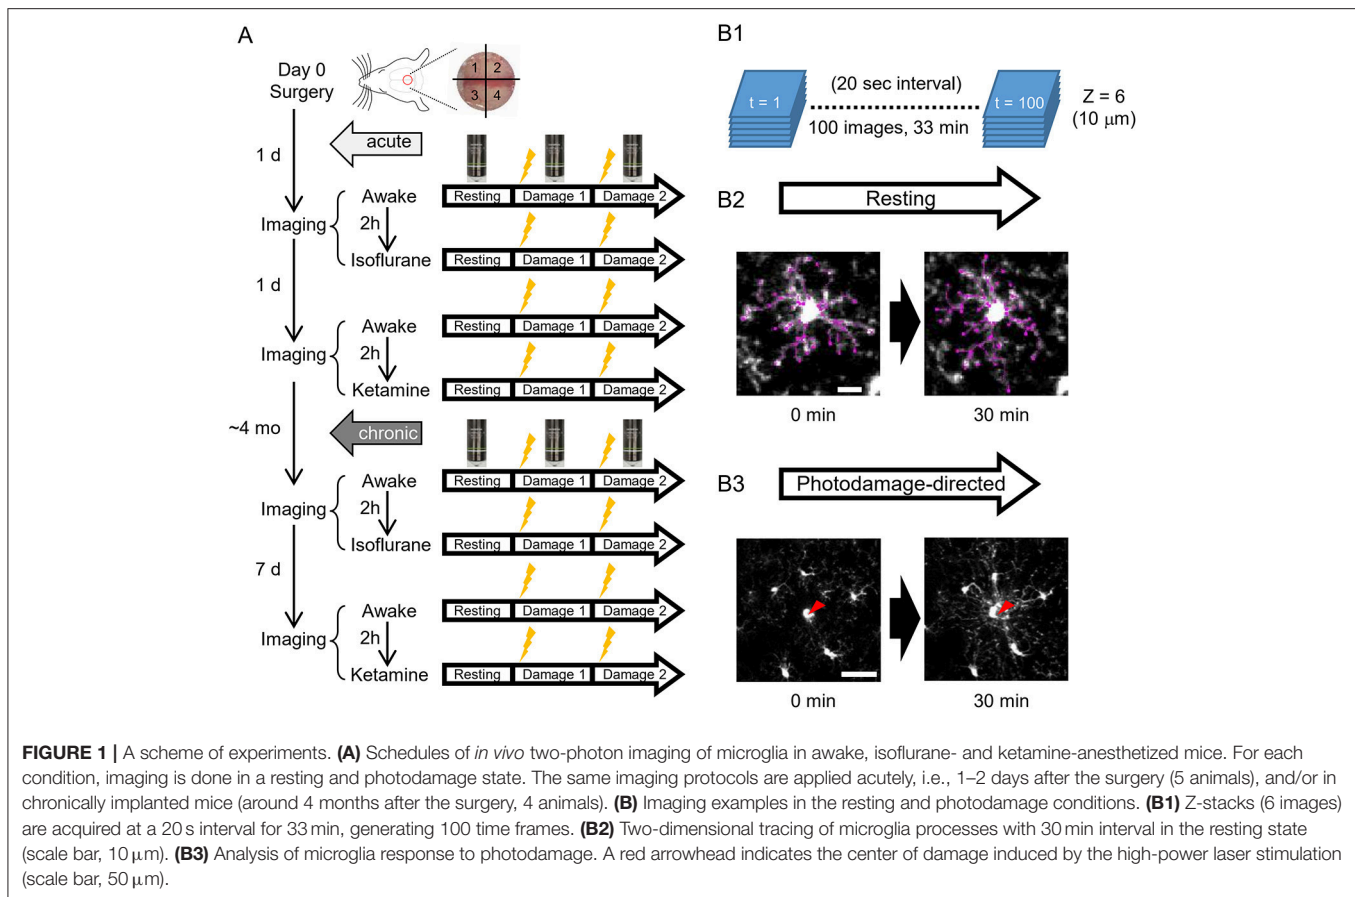 A
Day 0
Surgery
1 2
3 4
acute
1 d
Awake
Resting Damage 1 Damage 2
Imaging
2h
Isoflurane
Resting Damage 1 Damage 2
1 d
Awake
Resting Damage 1 Damage 2
Imaging
2h
Ketamine
Resting Damage 1 Damage 2
~4 mo
chronic
Awake
Resting Damage 1 Damage 2
Imaging
2h
Isoflurane
Resting Damage 1 Damage 2
7 d
Awake
Resting Damage 1 Damage 2
Imaging
2h
Ketamine
Resting Damage 1 Damage 2
B1
t = 1
(20 sec interval)
100 images, 33 min
t = 100
Z = 6
(10 μm)
B2
Resting
0 min
30 min
B3
Photodamage-directed
0 min
30 min
FIGURE 1 | A scheme of experiments. (A) Schedules of in vivo two-photon imaging of microglia in awake, isoflurane- and ketamine-anesthetized mice. For each
condition, imaging is done in a resting and photodamage state. The same imaging protocols are applied acutely, i.e., 1–2 days after the surgery (5 animals), and/or in
chronically implanted mice (around 4 months after the surgery, 4 animals). (B) Imaging examples in the resting and photodamage conditions. (B1) Z-stacks (6 images)
are acquired at a 20 s interval for 33 min, generating 100 time frames. (B2) Two-dimensional tracing of microglia processes with 30 min interval in the resting state
(scale bar, 10 μm). (B3) Analysis of microglia response to photodamage. A red arrowhead indicates the center of damage induced by the high-power laser stimulation
(scale bar, 50 μm).